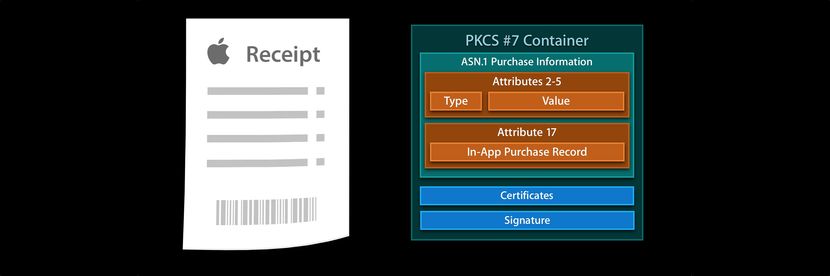 Receipt
PKCS #7 Container
ASN.1 Purchase Information
Attributes 2-5
Type Value
Attribute 17
In-App Purchase Record
Certificates
Signature